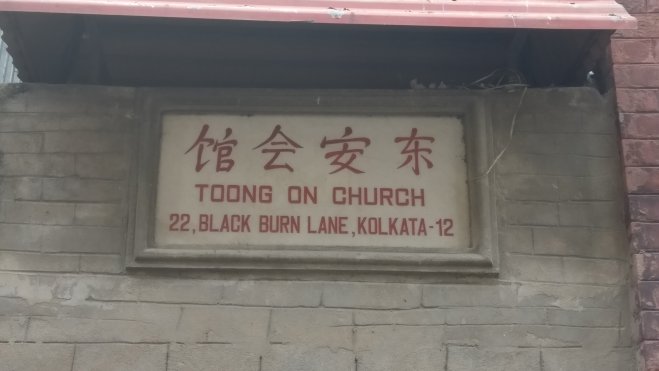 东安会馆
TOONG ON CHURCH
22, BLACK BURN LANE, KOLKATA-12